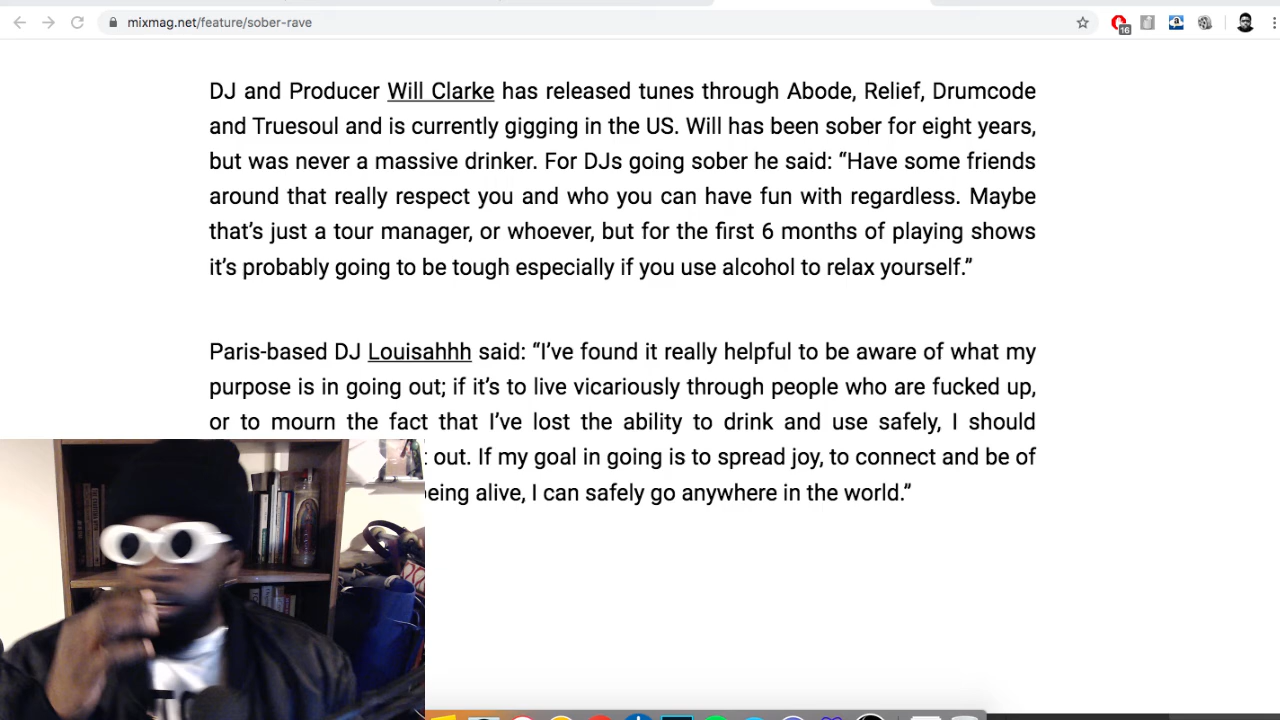 mixmag.net/feature/sober-rave
16
DJ and Producer Will Clarke has released tunes through Abode, Relief, Drumcode
and Truesoul and is currently gigging in the US. Will has been sober for eight years,
but was never a massive drinker. For DJs going sober he said: “Have some friends
around that really respect you and who you can have fun with regardless. Maybe
that’s just a tour manager, or whoever, but for the first 6 months of playing shows
it’s probably going to be tough especially if you use alcohol to relax yourself.”
Paris-based DJ Louisahhh said: “I’ve found it really helpful to be aware of what my
purpose is in going out; if it’s to live vicariously through people who are fucked up,
or to mourn the fact that I’ve lost the ability to drink and use safely, I should
out. If my goal in going is to spread joy, to connect and be of
eing alive, I can safely go anywhere in the world.”